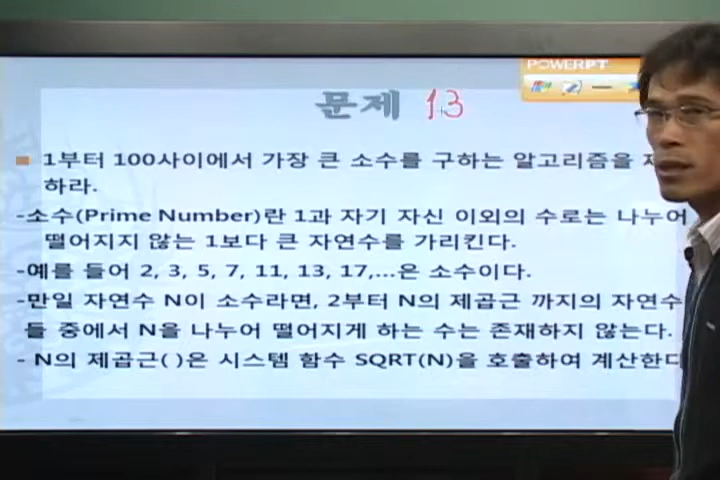 POWERPT
문제 13
1부터 100사이에서 가장 큰 소수를 구하는 알고리즘을
하라.
-소수(Prime Number)란 1과 자기 자신 이외의 수로는 나누어
떨어지지 않는 1보다 큰 자연수를 가리킨다.
-예를 들어 2, 3, 5, 7, 11, 13, 17,...은 소수이다.
-만일 자연수 N이 소수라면, 2부터 N의 제곱근 까지의 자연수
들 중에서 N을 나누어 떨어지게 하는 수는 존재하지 않는다.
- N의 제곱근( )은 시스템 함수 SQRT(N)을 호출하여 계산한다